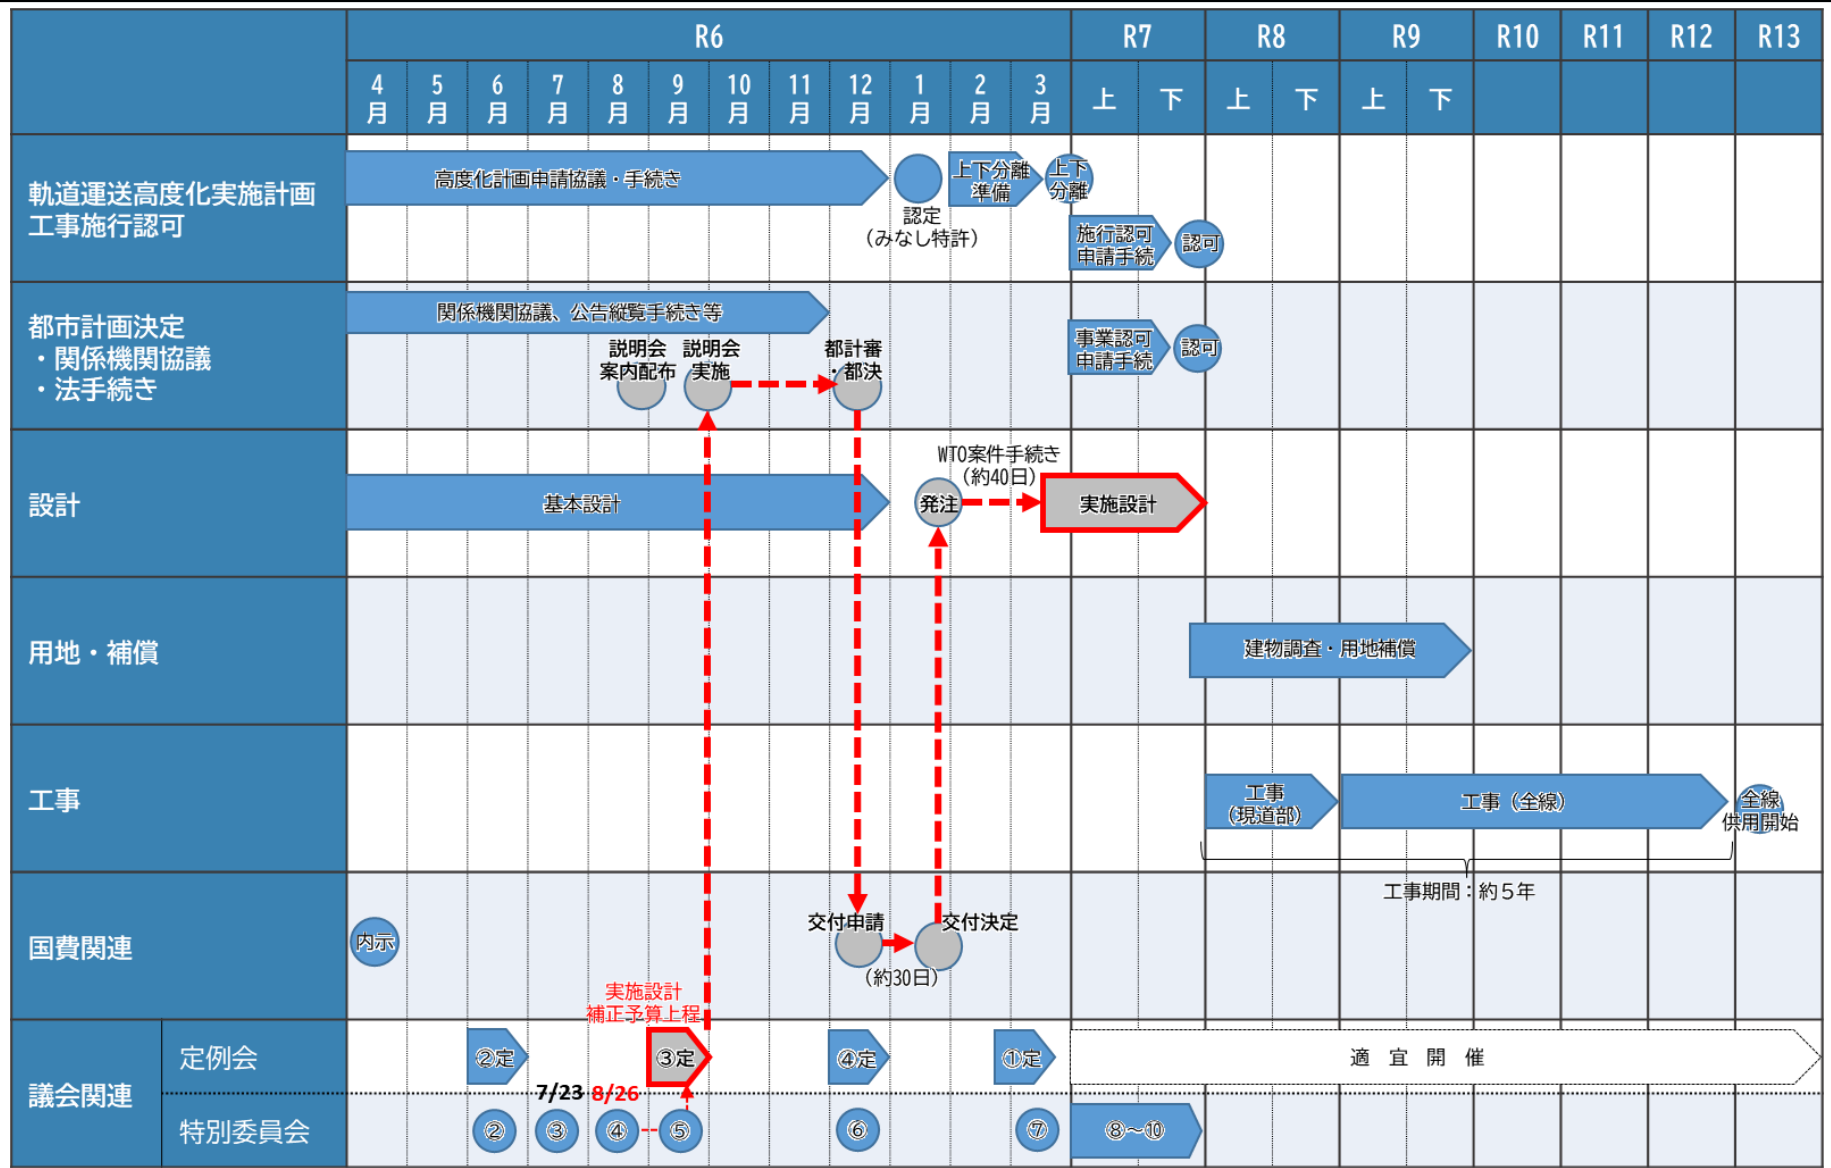 R6
R7
R8
R9
R10
R11
R12
R13
4月
5月
6月
7月
8月
9月
10月
11月
12月
1月
2月
3月
上
下
上
下
上
下
軌道運送高度化実施計画
工事施行認可
高度化計画申請協議・手続き
認定
(みなし特許)
上下分離
準備
上下
分離
施行認可
申請手続
認可
都市計画決定
・関係機関協議
・法手続き
関係機関協議、公告縦覧手続き等
説明会
案内配布
説明会
実施
都計審
・都決
事業認可
申請手続
認可
設計
基本設計
発注
WTO案件手続き
(約40日)
実施設計
用地・補償
建物調査・用地補償
工事
工事
(現道部)
工事(全線)
全線
供用開始
工事期間：約５年
国費関連
内示
交付申請
(約30日)
交付決定
議会関連
定例会
②定
実施設計
補正予算上程
③定
④定
①定
適 宜 開 催
特別委員会
②
7/23
③
8/26
④
⑤
⑥
⑦
⑧～⑩